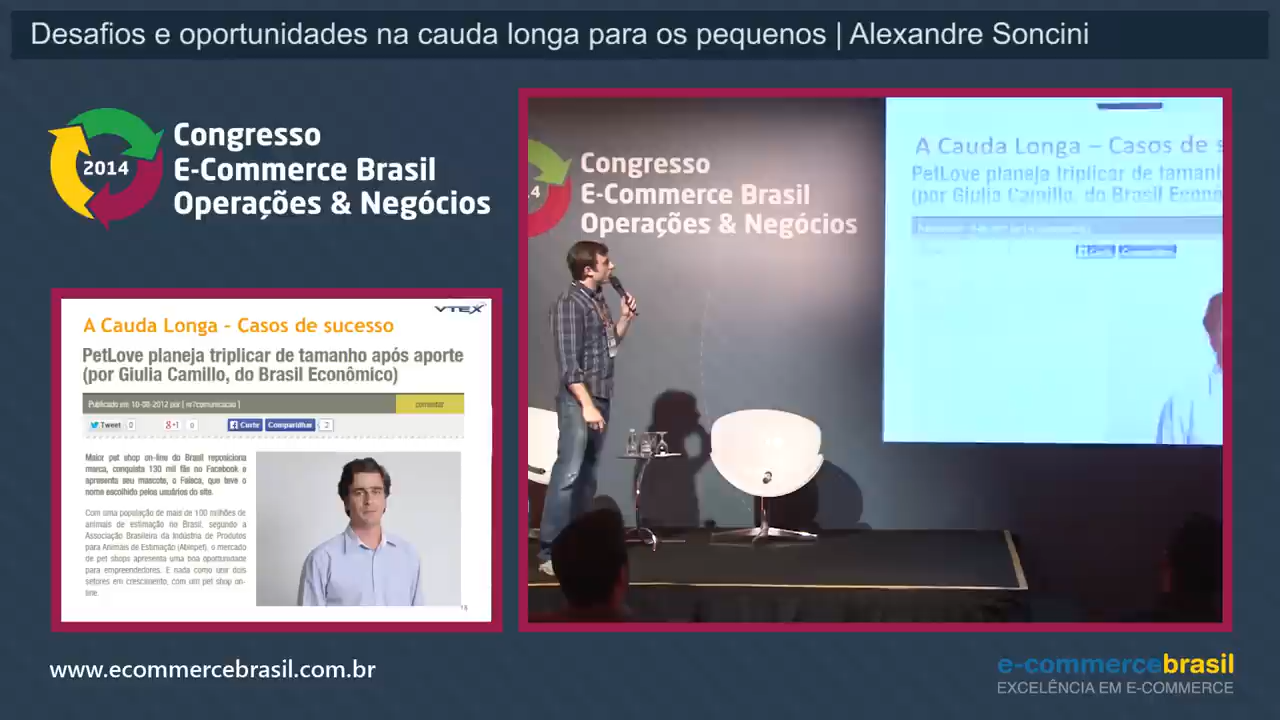 Desafios e oportunidades na cauda longa para os pequenos | Alexandre Soncini
2014
Congresso
E-Commerce Brasil
Operações & Negócios
VTEX
A Cauda Longa - Casos de sucesso
PetLove planeja triplicar de tamanho após aporte
(por Giulia Camillo, do Brasil Econômico)
Publicado em: 10-08-2012 por [ nr7comunicacao ]
comentar
Tweet 0
+1 0
Curtir Compartilhar 2
Maior pet shop on-line do Brasil reposiciona
marca, conquista 130 mil fãs no Facebook e
apresenta seu mascote, o Faísca, que teve o
nome escolhido pelos usuários do site.
Com uma população de mais de 100 milhões de
animais de estimação no Brasil, segundo a
Associação Brasileira da Indústria de Produtos
para Animais de Estimação (Abinpet), o mercado
de pet shops apresenta uma boa oportunidade
para empreendedores. E nada como unir dois
setores em crescimento, com um pet shop on-
line.
4
Congresso
E-Commerce Brasil
Operações & Negócios
A Cauda Longa – Casos de s
PetLove planeja triplicar de tamanl
(por Giulia Camillo, do Brasil Econo
www.ecommercebrasil.com.br
e-commercebrasil
EXCELÊNCIA EM E-COMMERCE